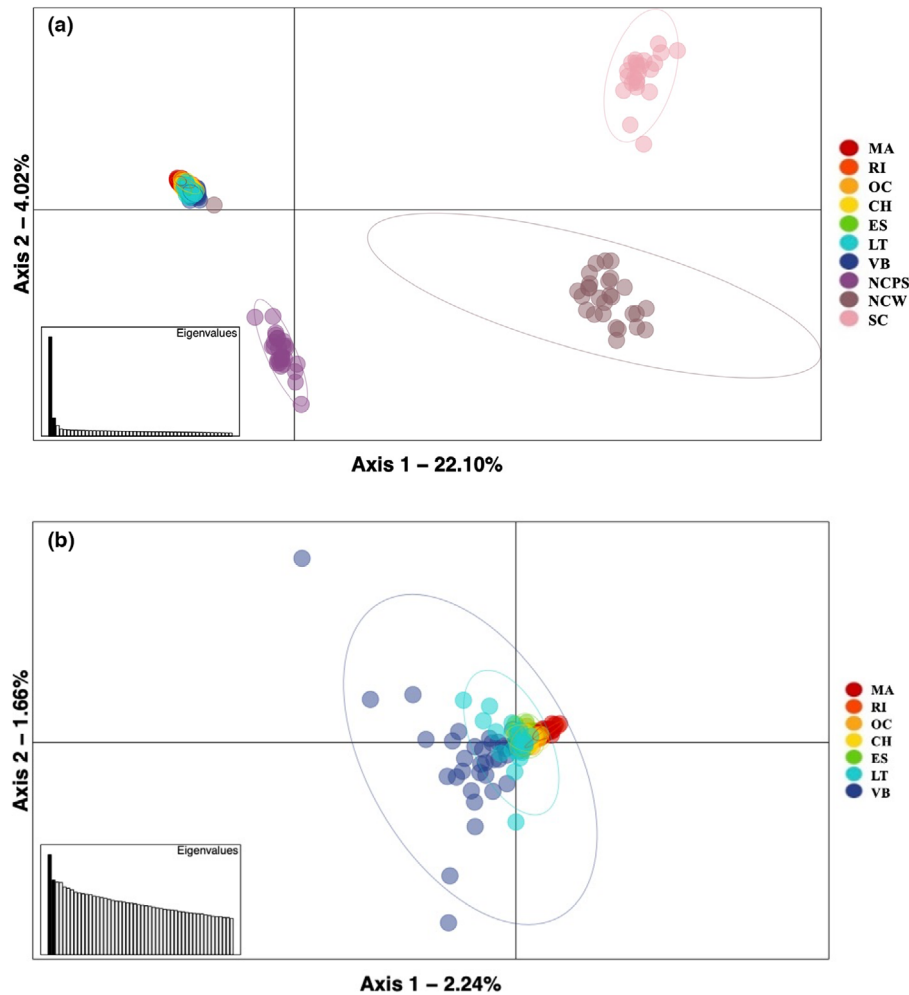 (a)
Axis 2 – 4.02%
Eigenvalues
Axis 1 – 22.10%
MA
RI
OC
CH
ES
LT
VB
NCPS
NCW
SC
(b)
Axis 2 – 1.66%
Eigenvalues
Axis 1 – 2.24%
MA
RI
OC
CH
ES
LT
VB